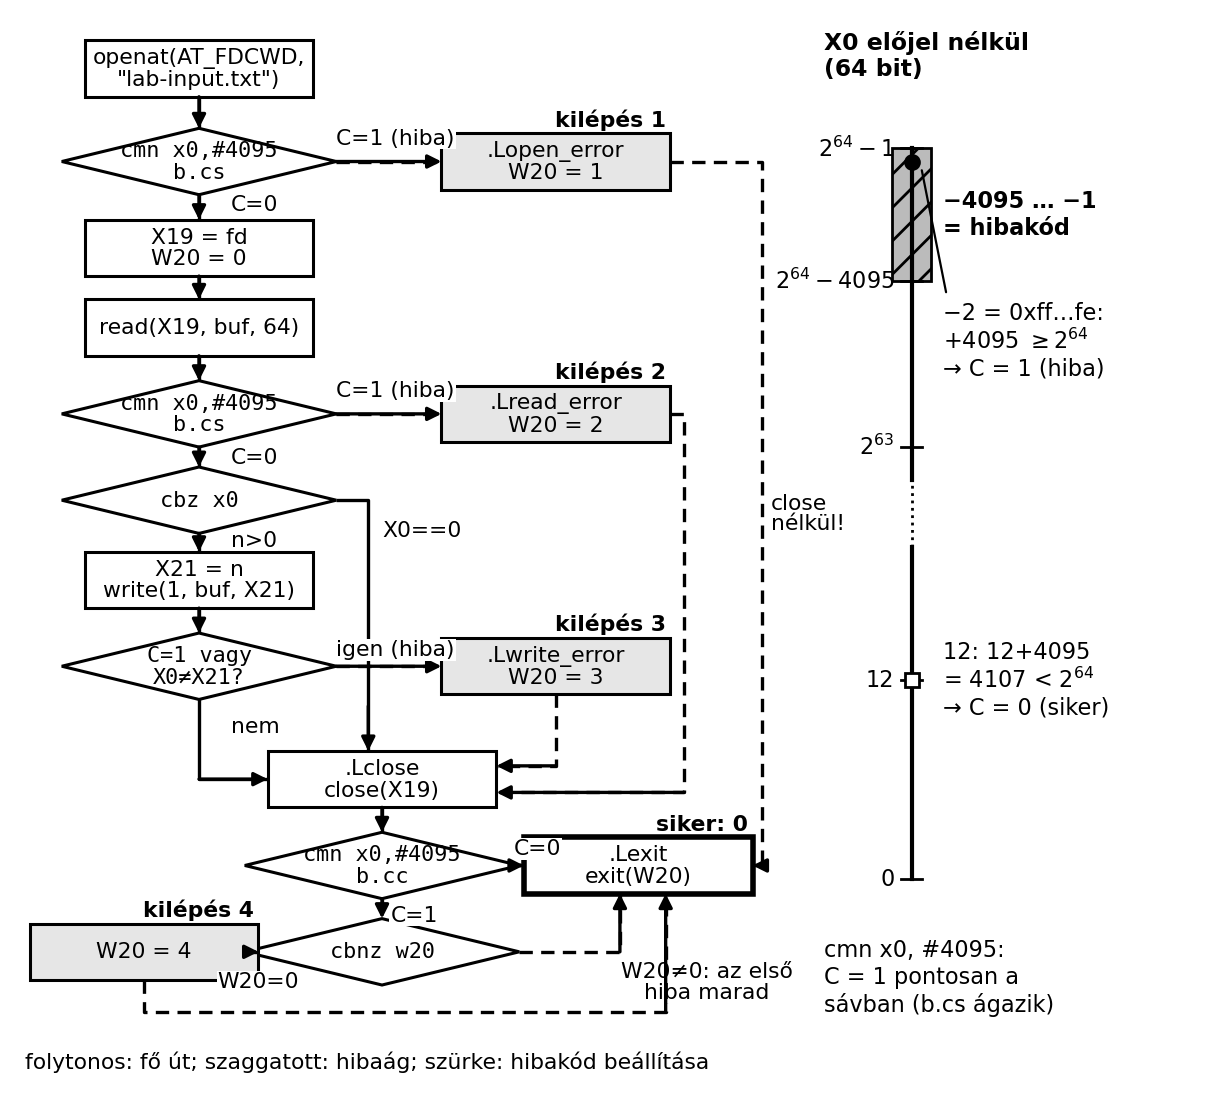 openat(AT_FDCWD,
"lab-input.txt")
cmn x0,#4095
b.cs
C=1 (hiba)
kilépés 1
.Lopen_error
W20 = 1
C=0
X19 = fd
W20 = 0
read(X19, buf, 64)
cmn x0,#4095
b.cs
C=1 (hiba)
kilépés 2
.Lread_error
W20 = 2
C=0
cbz x0
X0==0
n>0
X21 = n
write(1, buf, X21)
C=1 vagy
X0≠X21?
igen (hiba)
kilépés 3
.Lwrite_error
W20 = 3
nem
.Lclose
close(X19)
close
nélkül!
cmn x0,#4095
b.cc
C=0
siker: 0
.Lexit
exit(W20)
C=1
kilépés 4
W20 = 4
cbnz w20
W20=0
W20≠0: az első
hiba marad
folytonos: fő út; szaggatott: hibaág; szürke: hibakód beállítása
X0 előjel nélkül
(64 bit)
2^64 − 1
−4095 … −1
= hibakód
2^64 − 4095
−2 = 0xff…fe:
+4095 ≥ 2^64
→ C = 1 (hiba)
2^63
12
12: 12+4095
= 4107 < 2^64
→ C = 0 (siker)
0
cmn x0, #4095:
C = 1 pontosan a
sávban (b.cs ágazik)